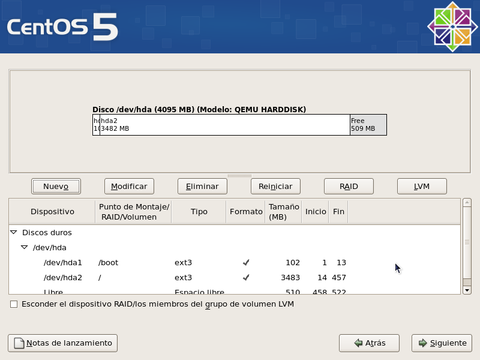 CentOS 5
Disco /dev/hda (4095 MB) (Modelo: QEMU HARDDISK)
hda2 Free
3482 MB 509 MB
Nuevo Modificar Eliminar Reiniciar RAID LVM
Dispositivo Punto de Montaje/ RAID/Volumen Tipo Formato Tamaño (MB) Inicio Fin
Discos duros
/dev/hda
/dev/hda1 /boot ext3 102 1 13
/dev/hda2 / ext3 3483 14 457
Libre Espacio libre 510 458 522
Esconder el dispositivo RAID/los miembros del grupo de volumen LVM
Notas de lanzamiento Atrás Siguiente